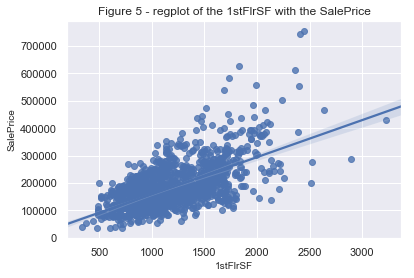 Figure 5 - regplot of the 1stFlrSF with the SalePrice
700000
600000
500000
400000
300000
200000
100000
0
SalePrice
500 1000 1500 2000 2500 3000
1stFlrSF